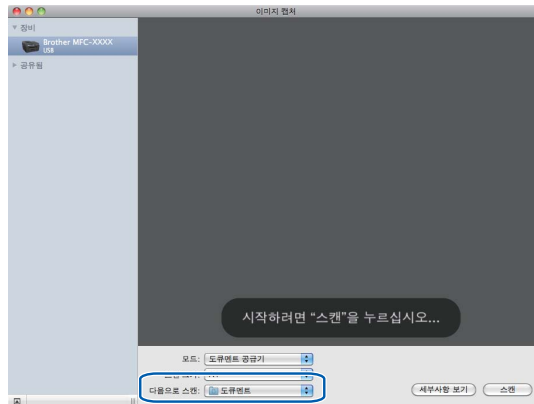 이미지 캡처
장비
Brother MFC-XXXX
USB
공유됨
시작하려면 “스캔”을 누르십시오...
모드: 도큐멘트 공급기
다음으로 스캔: 도큐멘트
세부사항 보기 스캔